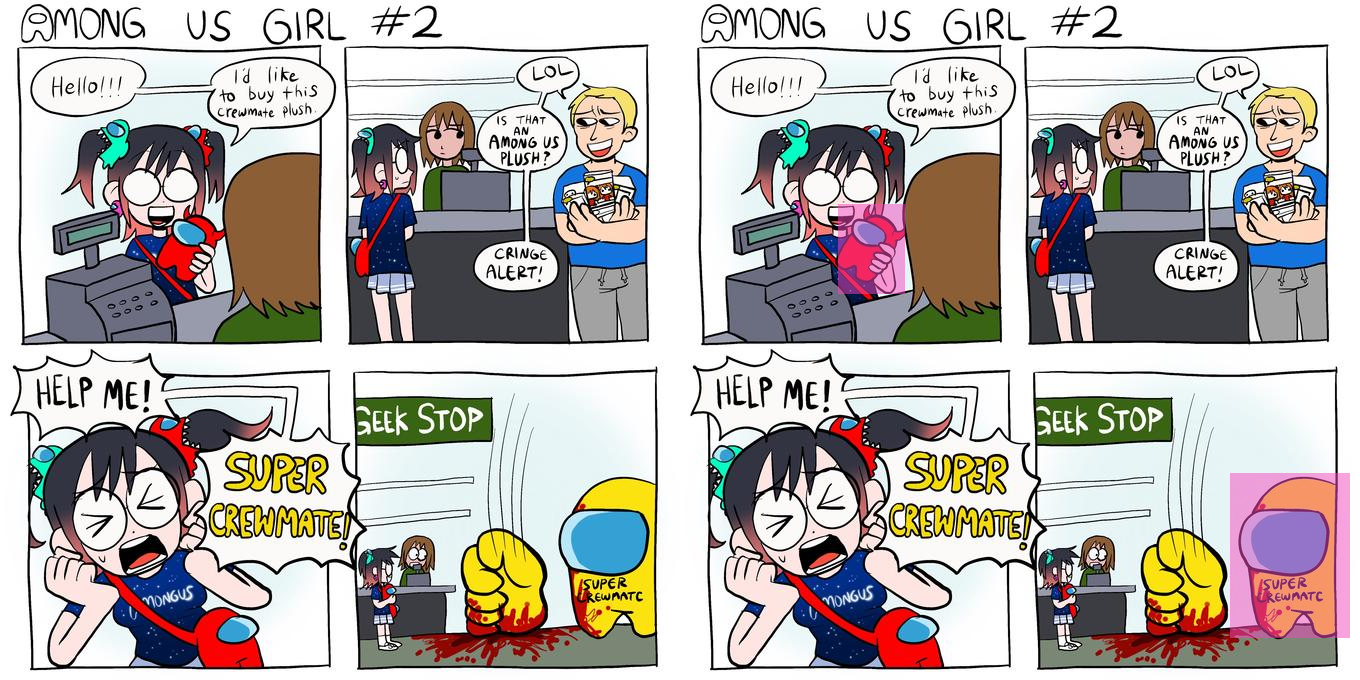 AMONG US GIRL #2
Hello!!!
I'd like
to buy this
crewmate plush.
LOL
IS THAT
AN
AMONG US
PLUSH?
CRINGE
ALERT!
HELP ME!
SUPER
CREWMATE!
AMONGUS
GEEK STOP
SUPER
CREWMATE
AMONG US GIRL #2
Hello!!!
I'd like
to buy this
crewmate plush.
LOL
IS THAT
AN
AMONG US
PLUSH?
CRINGE
ALERT!
HELP ME!
SUPER
CREWMATE!
AMONGUS
GEEK STOP
SUPER
CREWMATE